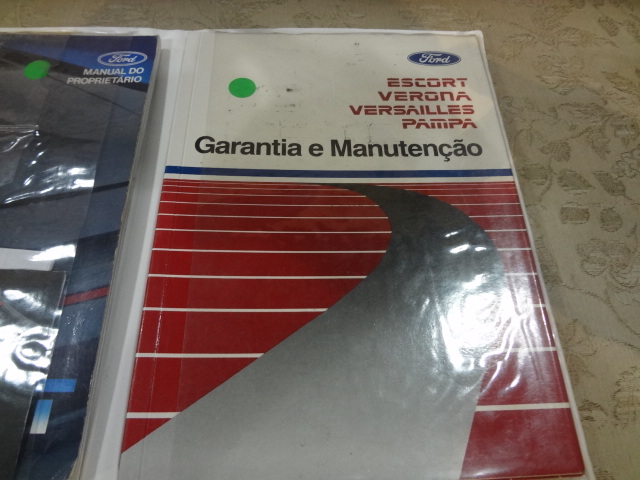 Ford
MANUAL DO
PROPRIETÁRIO
Ford
ESCORT
VERONA
VERSAILLES
PAMPA
Garantia e Manutenção